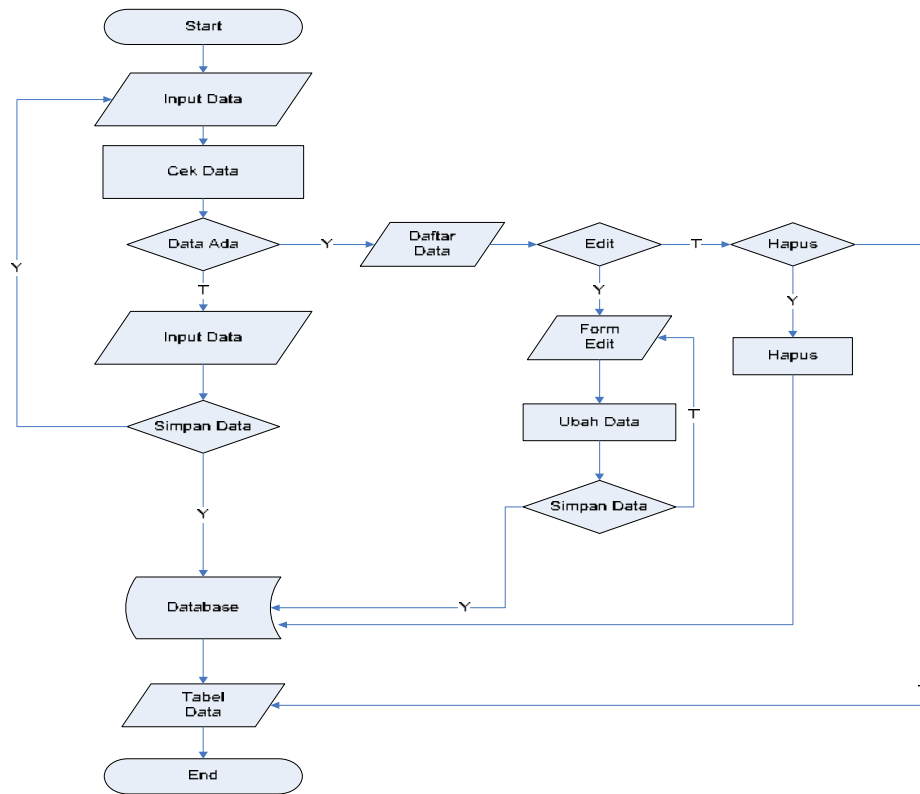 Start
Input Data
Cek Data
Data Ada
Y
Daftar
Data
Edit
T
Hapus
Y
T
Y
Y
Input Data
Form
Edit
Hapus
Simpan Data
Ubah Data
T
Y
Simpan Data
Database
Y
Tabel
Data
T
End